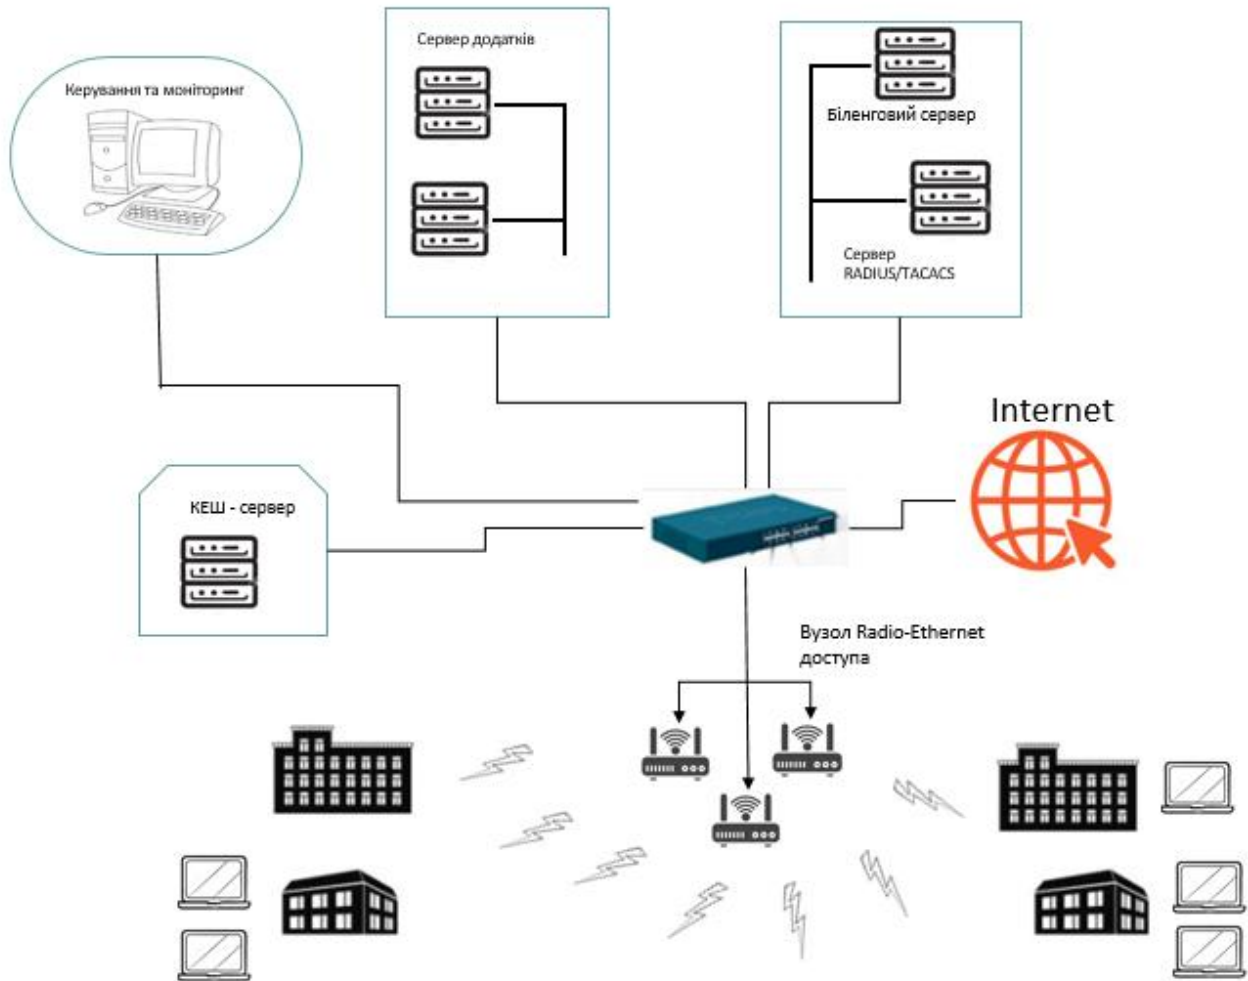 Сервер додатків
Керування та моніторинг
Біленговий сервер
Сервер
RADIUS/TACACS
Internet
КЕШ - сервер
Вузол Radio-Ethernet
доступа